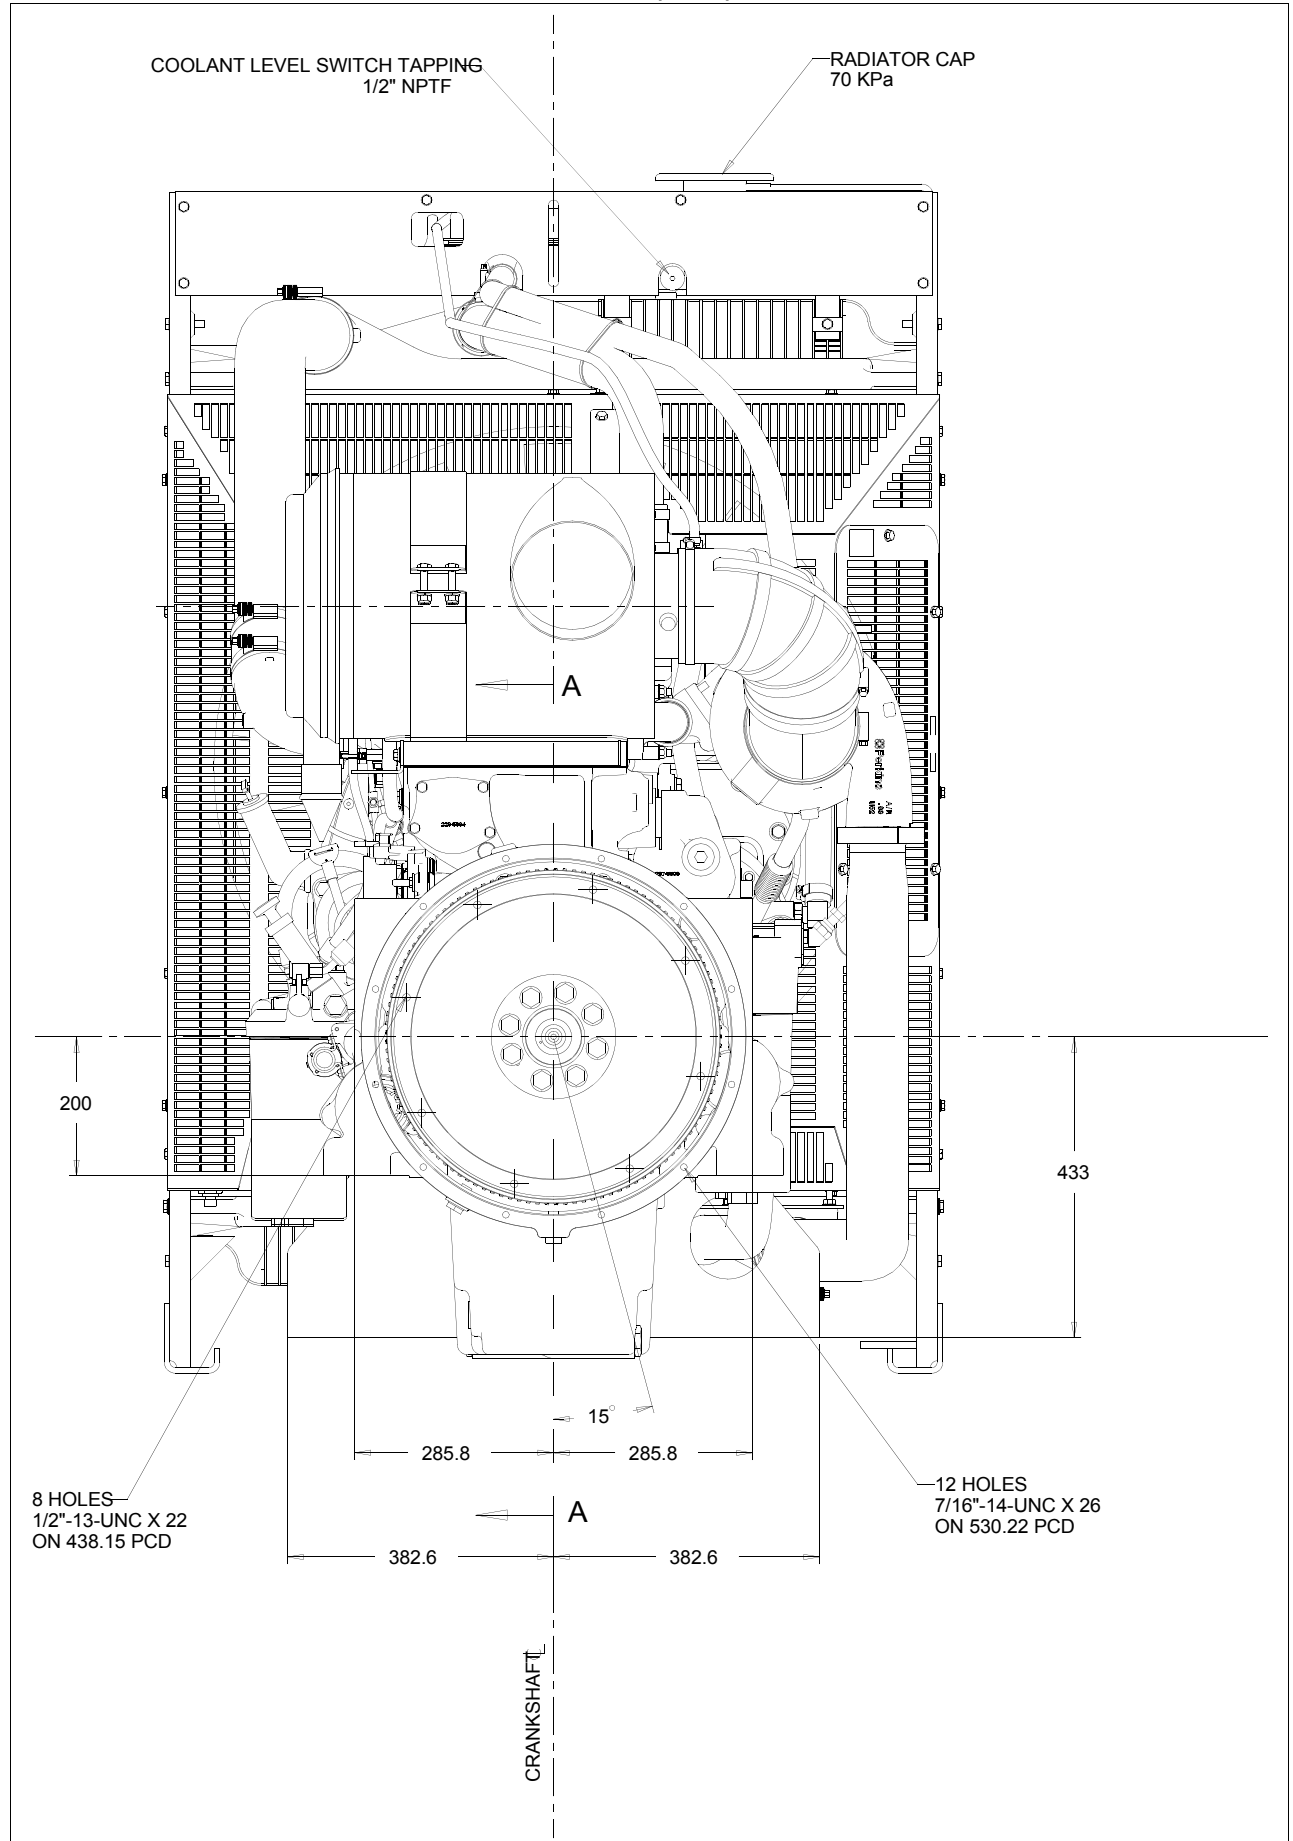 COOLANT LEVEL SWITCH TAPPING
1/2" NPTF
RADIATOR CAP
70 KPa
A
200
433
15°
285.8
285.8
8 HOLES
1/2"-13-UNC X 22
ON 438.15 PCD
12 HOLES
7/16"-14-UNC X 26
ON 530.22 PCD
A
382.6
382.6
CRANKSHAFT